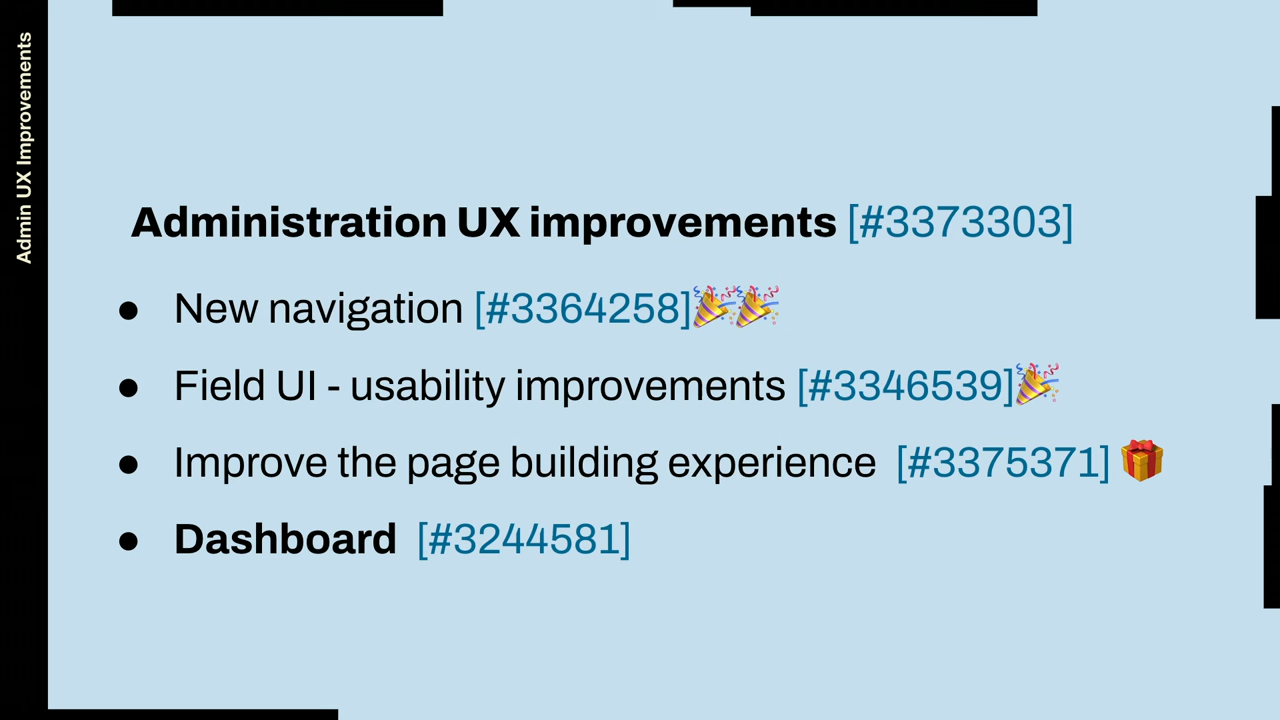 Admin UX Improvements
Administration UX improvements [#3373303]
● New navigation [#3364258]🎉🎉
● Field UI - usability improvements [#3346539]🎉
● Improve the page building experience [#3375371] 🎁
● Dashboard [#3244581]